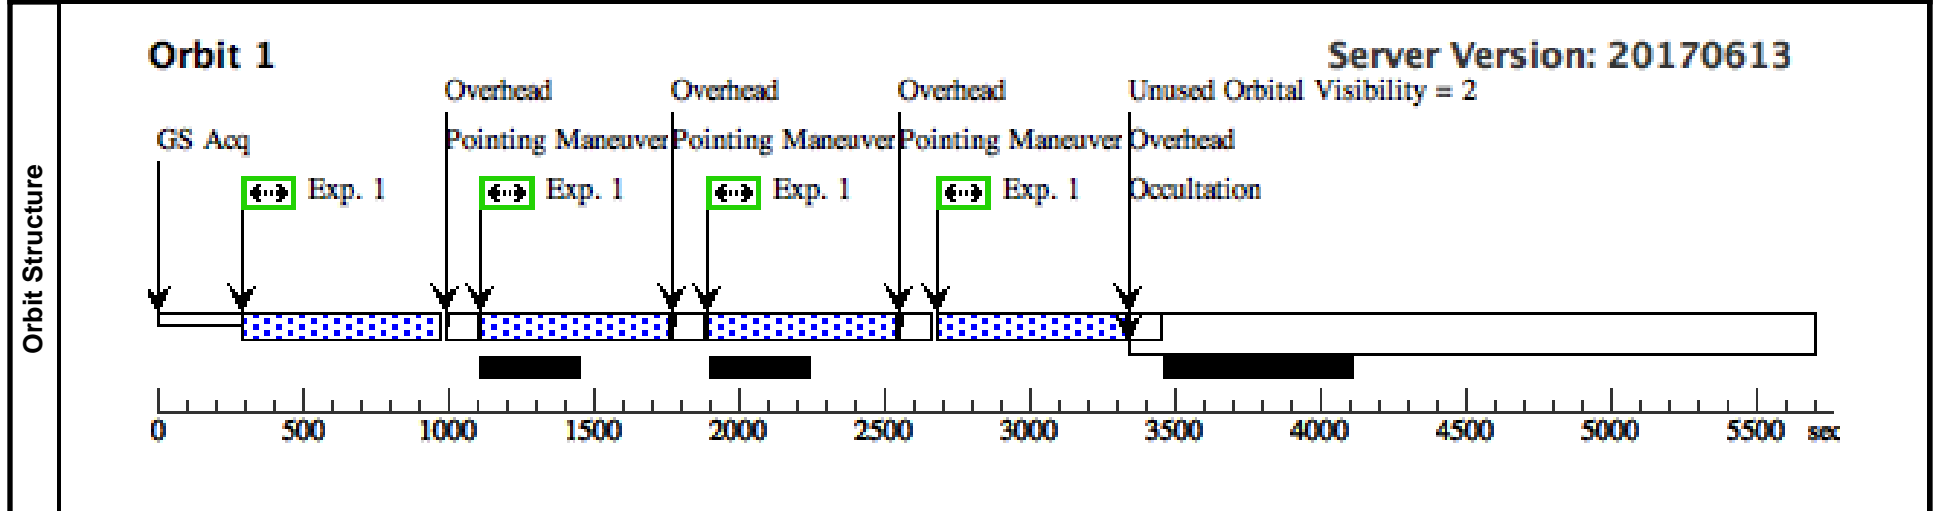 Orbit Structure
Orbit 1 Server Version: 20170613
Overhead Overhead Overhead Unused Orbital Visibility = 2
GS Acq Pointing Maneuver Pointing Maneuver Pointing Maneuver Overhead
Exp. 1 Exp. 1 Exp. 1 Exp. 1 Occultation
0 500 1000 1500 2000 2500 3000 3500 4000 4500 5000 5500 sec